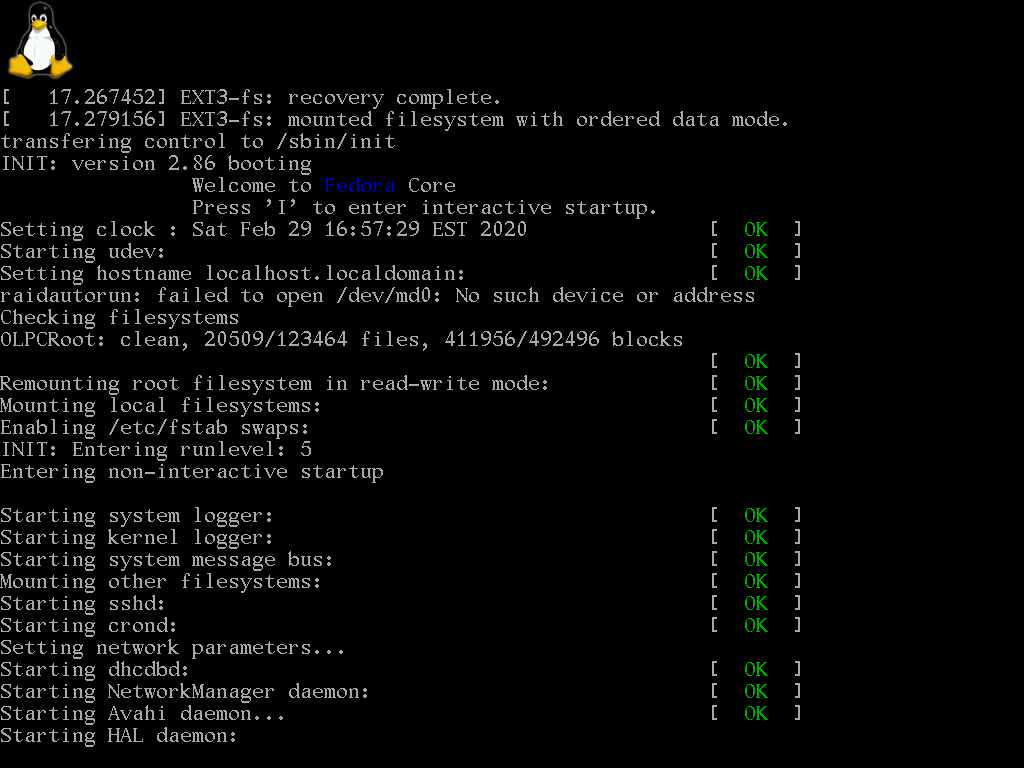 [   17.267452] EXT3-fs: recovery complete.
[   17.279156] EXT3-fs: mounted filesystem with ordered data mode.
transfering control to /sbin/init
INIT: version 2.86 booting
                Welcome to Fedora Core
                Press 'I' to enter interactive startup.
Setting clock : Sat Feb 29 16:57:29 EST 2020               [  OK  ]
Starting udev:                                             [  OK  ]
Setting hostname localhost.localdomain:                    [  OK  ]
raidautorun: failed to open /dev/md0: No such device or address
Checking filesystems
OLPCRoot: clean, 20509/123464 files, 411956/492496 blocks
                                                           [  OK  ]
Remounting root filesystem in read-write mode:             [  OK  ]
Mounting local filesystems:                                [  OK  ]
Enabling /etc/fstab swaps:                                 [  OK  ]
INIT: Entering runlevel: 5
Entering non-interactive startup

Starting system logger:                                    [  OK  ]
Starting kernel logger:                                    [  OK  ]
Starting system message bus:                               [  OK  ]
Mounting other filesystems:                                [  OK  ]
Starting sshd:                                             [  OK  ]
Starting crond:                                            [  OK  ]
Setting network parameters...
Starting dhcdbd:                                           [  OK  ]
Starting NetworkManager daemon:                            [  OK  ]
Starting Avahi daemon...                                   [  OK  ]
Starting HAL daemon: